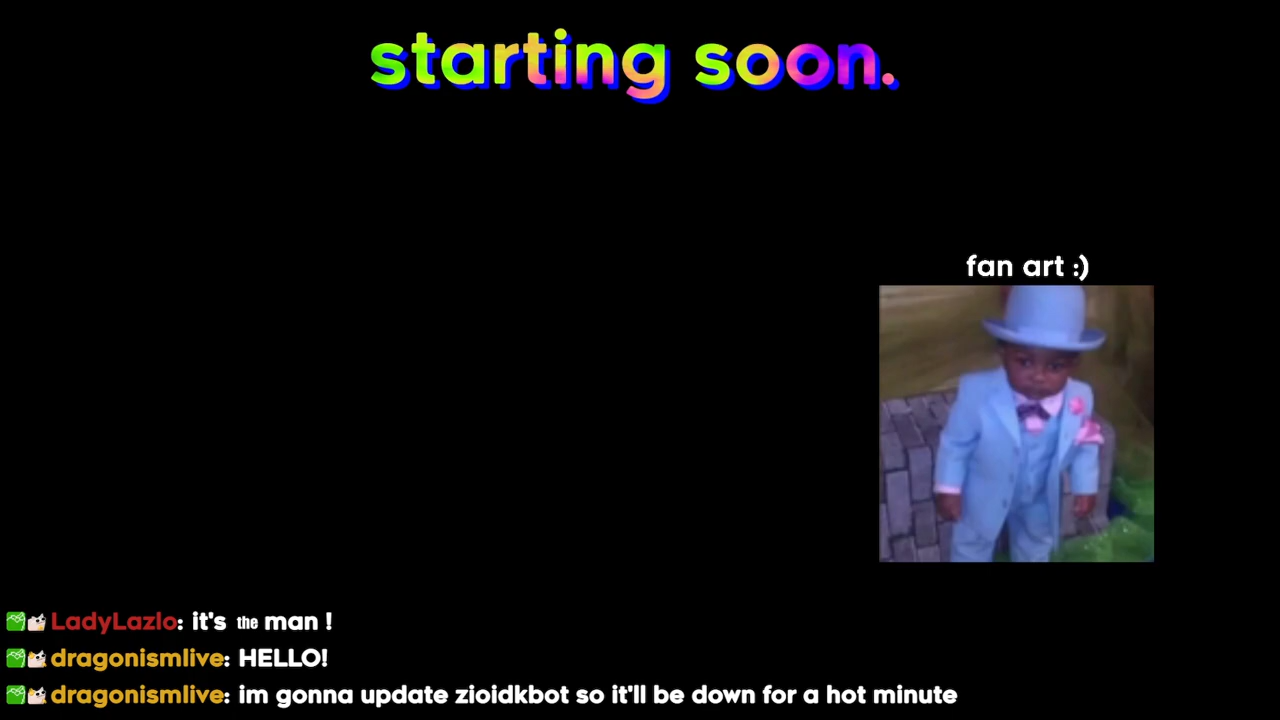 starting soon.
fan art :)
LadyLazlo: it's the man !
dragonismlive: HELLO!
dragonismlive: im gonna update zioidkbot so it'll be down for a hot minute